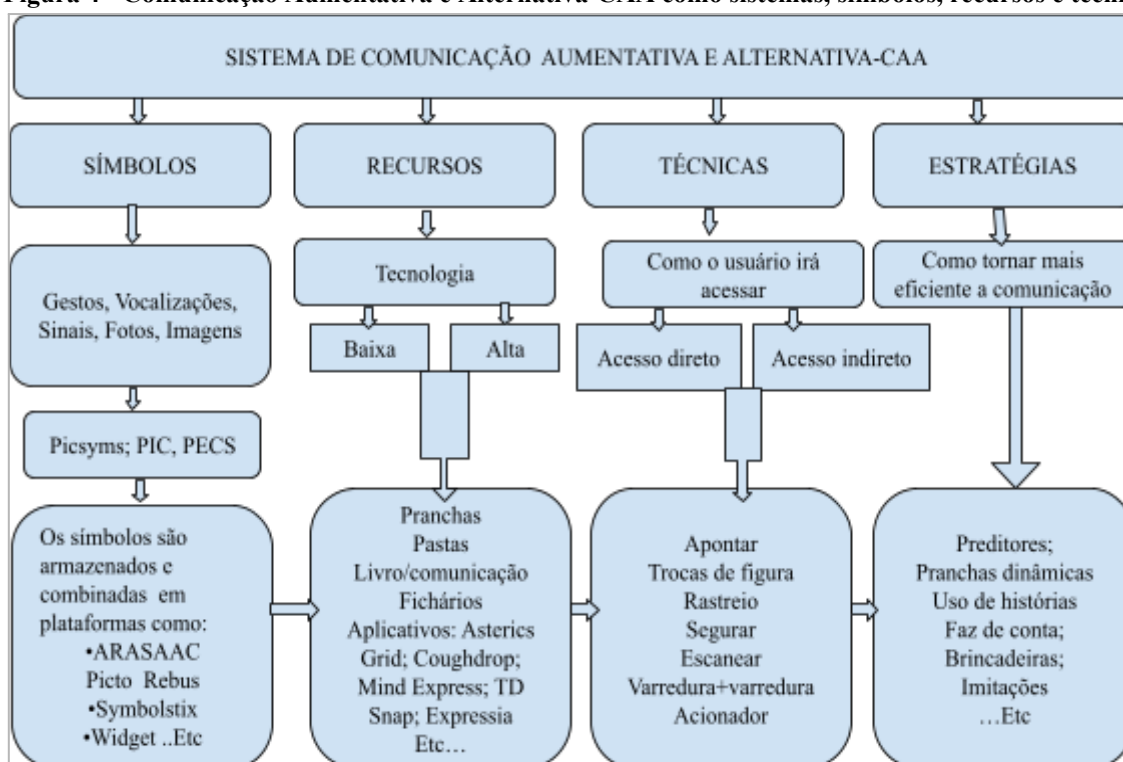 Figura 4 - Comunicação Aumentativa e Alternativa-CAA como sistemas, símbolos, recursos e
SISTEMA DE COMUNICAÇÃO AUMENTATIVA E ALTERNATIVA-CAA
SÍMBOLOS
RECURSOS
TÉCNICAS
ESTRATÉGIAS
Gestos, Vocalizações,
Sinais, Fotos, Imagens
Tecnologia
Como o usuário irá
acessar
Como tornar mais
eficiente a comunicação
Baixa
Alta
Acesso direto
Acesso indireto
Picsyms; PIC, PECS
Os símbolos são
armazenados e
combinadas em
plataformas como:
•ARASAAC
Picto Rebus
•Symbolstix
•Widget ..Etc
Pranchas
Pastas
Livro/comunicação
Fichários
Aplicativos: Asterics
Grid; Coughdrop;
Mind Express; TD
Snap; Expressia
Etc…
Apontar
Trocas de figura
Rastreio
Segurar
Escanear
Varredura+varredura
Acionador
Preditores;
Pranchas dinâmicas
Uso de histórias
Faz de conta;
Brincadeiras;
Imitações
…Etc